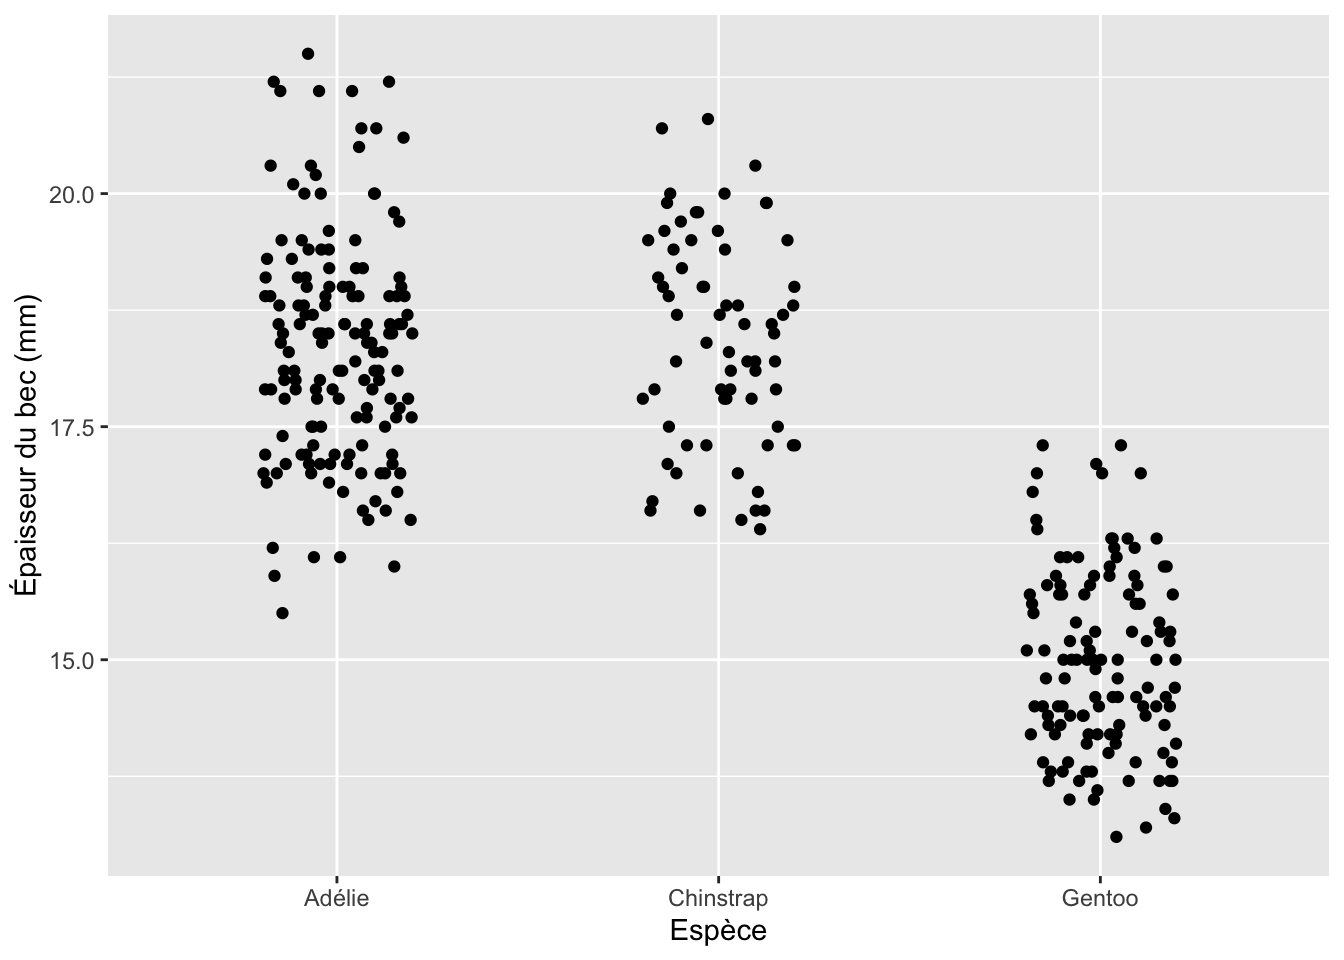 Épaisseur du bec (mm)
20.0
17.5
15.0
Adélie
Chinstrap
Gentoo
Espèce